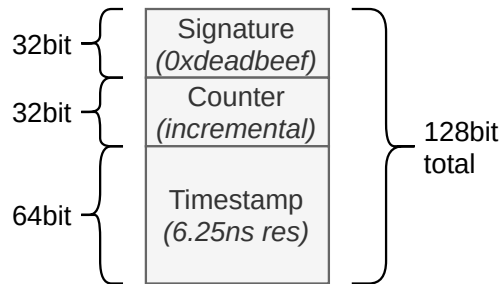 32bit
Signature
(0xdeadbeef)
32bit
Counter
(incremental)
64bit
Timestamp
(6.25ns res)
128bit
total